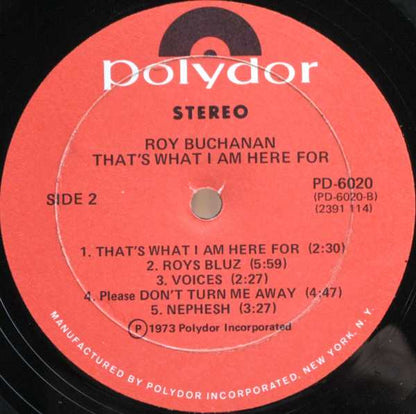 polydor
STEREO
ROY BUCHANAN
THAT'S WHAT I AM HERE FOR
SIDE 2
PD-6020
(PD-6020-B)
(2391 114)
1. THAT'S WHAT I AM HERE FOR (2:30)
2. ROYS BLUZ (5:59)
3. VOICES (2:27)
4. Please DON'T TURN ME AWAY (4:47)
5. NEPHESH (3:27)
Ⓟ 1973 Polydor Incorporated
MANUFACTURED BY POLYDOR INCORPORATED, NEW YORK, N. Y.